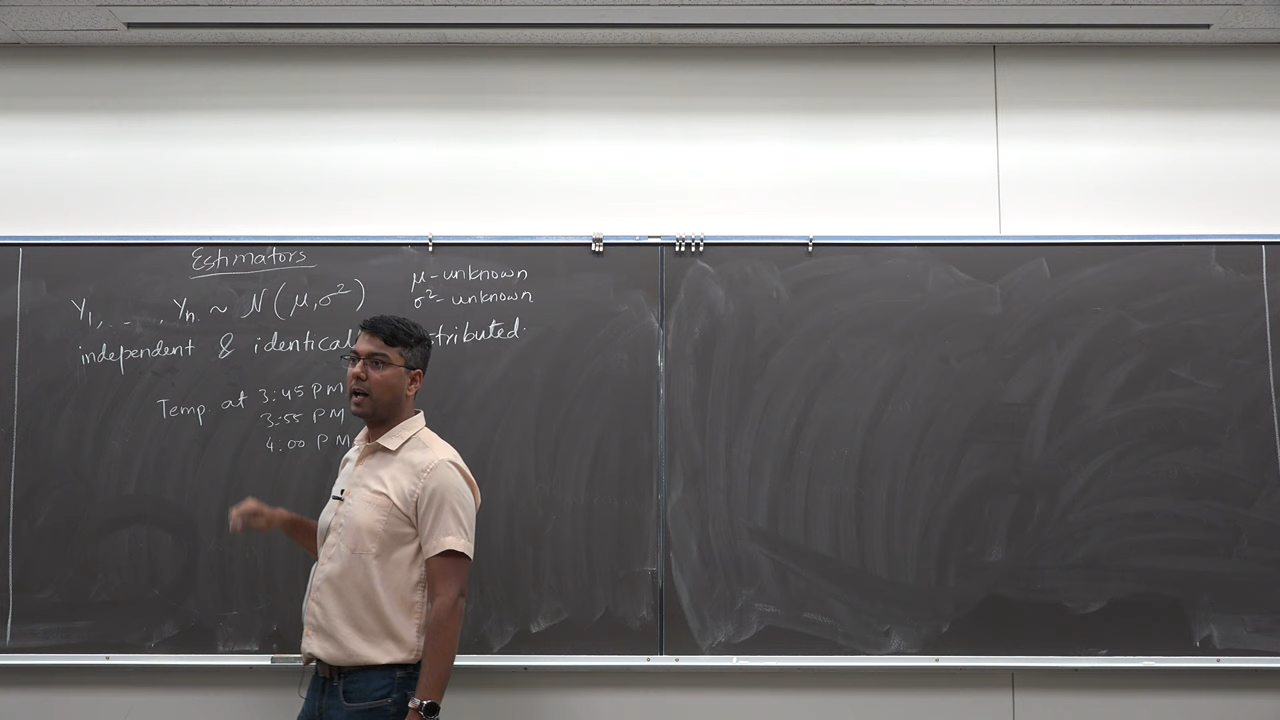 Estimators
Y₁, ..., Yₙ ~ N(μ, σ²)
μ - unknown
σ² - unknown
independent & identical tributed.
Temp. at 3:45 PM
3:55 PM
4:00 PM